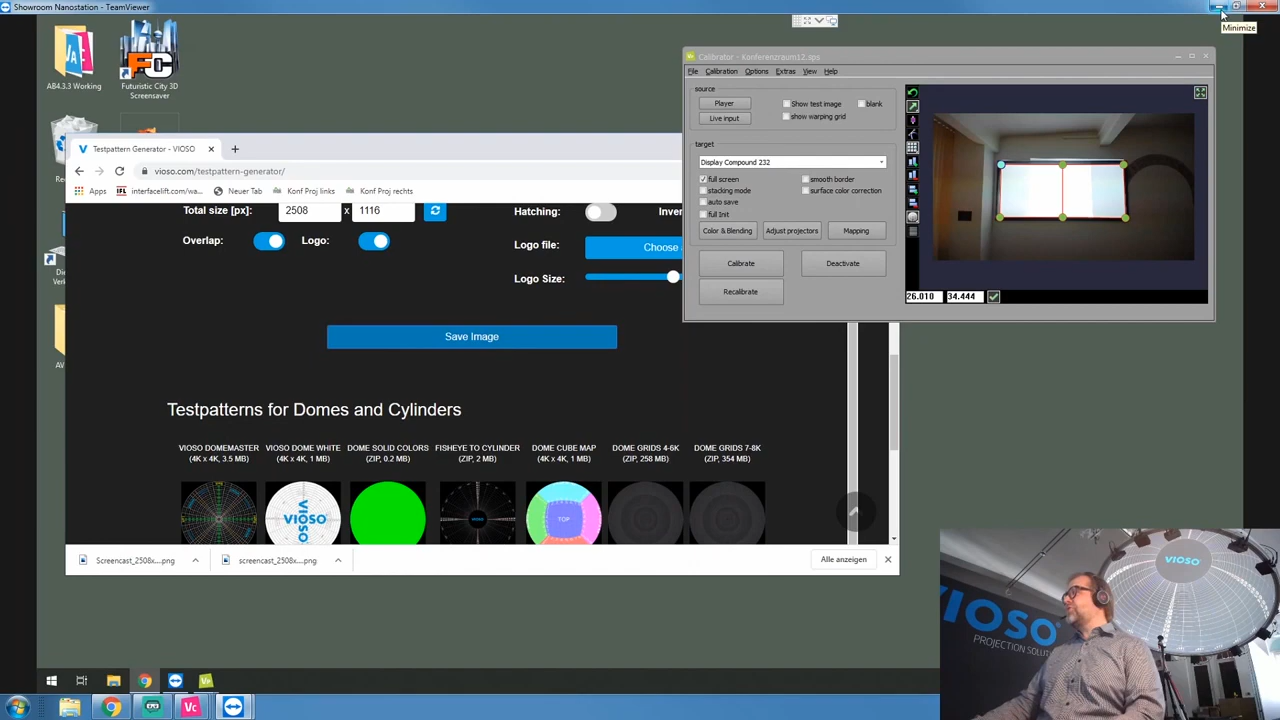 Showroom Nanostation - TeamViewer
Minimize
AB4.3.3 Working
Futuristic City 3D
Screensaver
Calibrator - Konferenzraum12.sps
File Calibration Options Extras View Help
source
Player
Live input
Show test image
blank
show warping grid
target
Display Compound 232
full screen
smooth border
stacking mode
surface color correction
auto save
full Init
Color & Blending
Adjust projectors
Mapping
Calibrate
Deactivate
Recalibrate
26.010
34.444
Testpattern Generator - VIOSO
vioso.com/testpattern-generator/
Apps
interfacelift.com/wa...
Neuer Tab
Konf Proj links
Konf Proj rechts
Total size [px]:
2508 x 1116
Hatching:
Overlap:
Logo:
Logo file:
Choose
Logo Size:
Save Image
Testpatterns for Domes and Cylinders
VIOSO DOMEMASTER
(4K x 4K, 3.5 MB)
VIOSO DOME WHITE
(4K x 4K, 1 MB)
DOME SOLID COLORS
(ZIP, 0.2 MB)
FISHEYE TO CYLINDER
(ZIP, 2 MB)
DOME CUBE MAP
(4K x 4K, 1 MB)
DOME GRIDS 4-6K
(ZIP, 258 MB)
DOME GRIDS 7-8K
(ZIP, 354 MB)
VIOSO
TOP
Screencast_2508x....png
screencast_2508x....png
Alle anzeigen
VIOSO
VIOSO
PROJECTION SOLUTIO